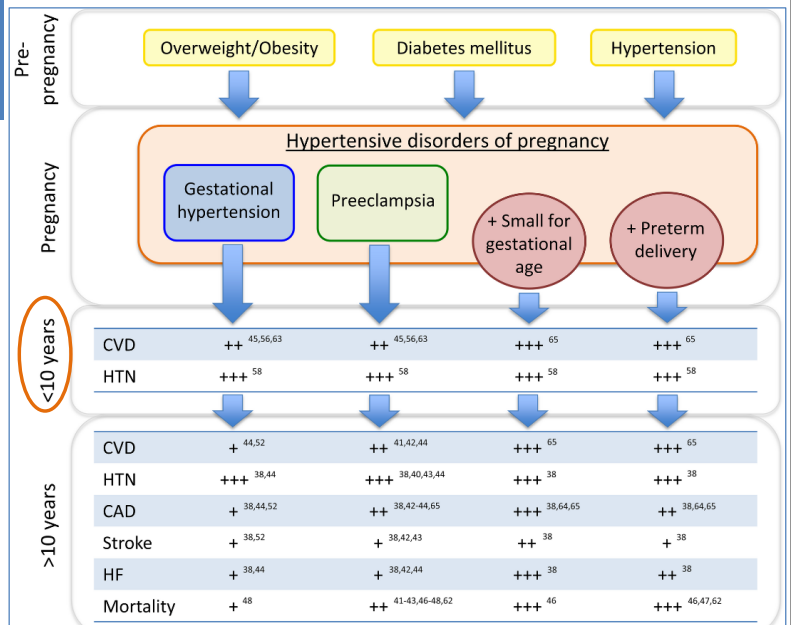 Pre-
pregnancy
Overweight/Obesity
Diabetes mellitus
Hypertension
Pregnancy
Hypertensive disorders of pregnancy
Gestational
hypertension
Preeclampsia
+ Small for
gestational
age
+ Preterm
delivery
<10 years
CVD ++ 45,56,63 ++ 45,56,63 +++ 65 +++ 65
HTN +++ 58 +++ 58 +++ 58 +++ 58
>10 years
CVD + 44,52 ++ 41,42,44 +++ 65 +++ 65
HTN +++ 38,44 +++ 38,40,43,44 +++ 38 +++ 38
CAD + 38,44,52 ++ 38,42-44,65 +++ 38,64,65 ++ 38,64,65
Stroke + 38,52 + 38,42,43 ++ 38 + 38
HF + 38,44 + 38,42,44 +++ 38 ++ 38
Mortality + 48 ++ 41-43,46-48,62 +++ 46 +++ 46,47,62